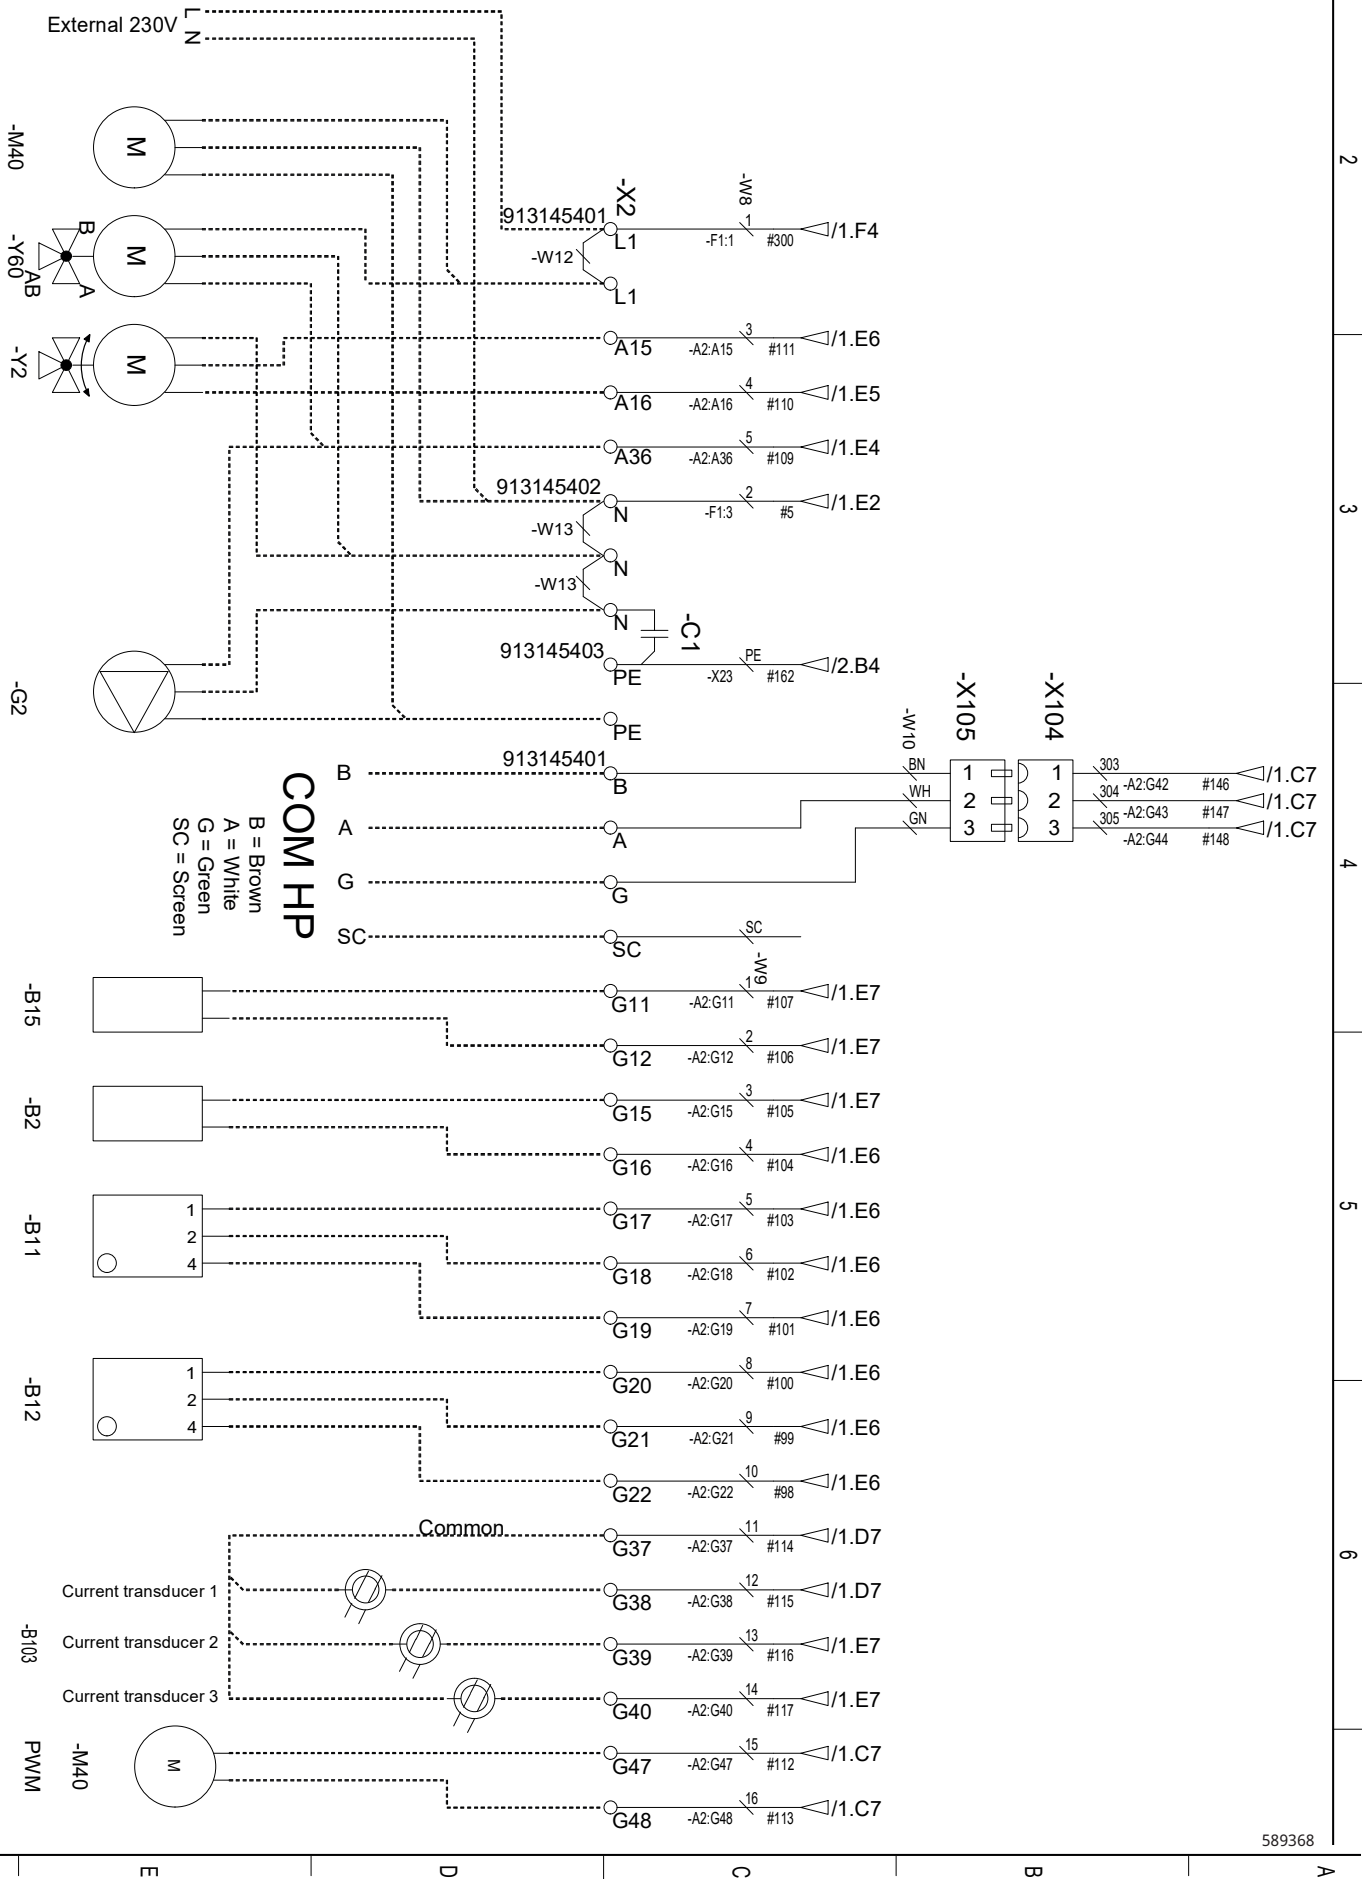 External 230V
L
N
-M40
M
-Y60
B
AB
A
M
-Y2
M
-G2
2
3
4
5
6
-X2
-W8
913145401
L1
-F1:1
1
#300
/1.F4
-W12
L1
A15
-A2:A15
3
#111
/1.E6
A16
-A2:A16
4
#110
/1.E5
A36
-A2:A36
5
#109
/1.E4
913145402
N
-F1:3
2
#5
/1.E2
-W13
N
-W13
N
-C1
913145403
PE
-X23
PE
#162
/2.B4
PE
-X105
-X104
-W10
913145401
B
B
BN
1
1
303
-A2:G42
#146
/1.C7
A
A
WH
2
2
304
-A2:G43
#147
/1.C7
GN
3
3
305
-A2:G44
#148
/1.C7
G
G
SC
SC
SC
COM HP
B = Brown
A = White
G = Green
SC = Screen
-W9
-B15
G11
-A2:G11
1
#107
/1.E7
G12
-A2:G12
2
#106
/1.E7
-B2
G15
-A2:G15
3
#105
/1.E7
G16
-A2:G16
4
#104
/1.E6
-B11
1
2
4
G17
-A2:G17
5
#103
/1.E6
G18
-A2:G18
6
#102
/1.E6
G19
-A2:G19
7
#101
/1.E6
-B12
1
2
4
G20
-A2:G20
8
#100
/1.E6
G21
-A2:G21
9
#99
/1.E6
G22
-A2:G22
10
#98
/1.E6
Common
G37
-A2:G37
11
#114
/1.D7
-B103
Current transducer 1
G38
-A2:G38
12
#115
/1.D7
Current transducer 2
G39
-A2:G39
13
#116
/1.E7
Current transducer 3
G40
-A2:G40
14
#117
/1.E7
-M40
PWM
M
G47
-A2:G47
15
#112
/1.C7
G48
-A2:G48
16
#113
/1.C7
589368
E
D
C
B
A